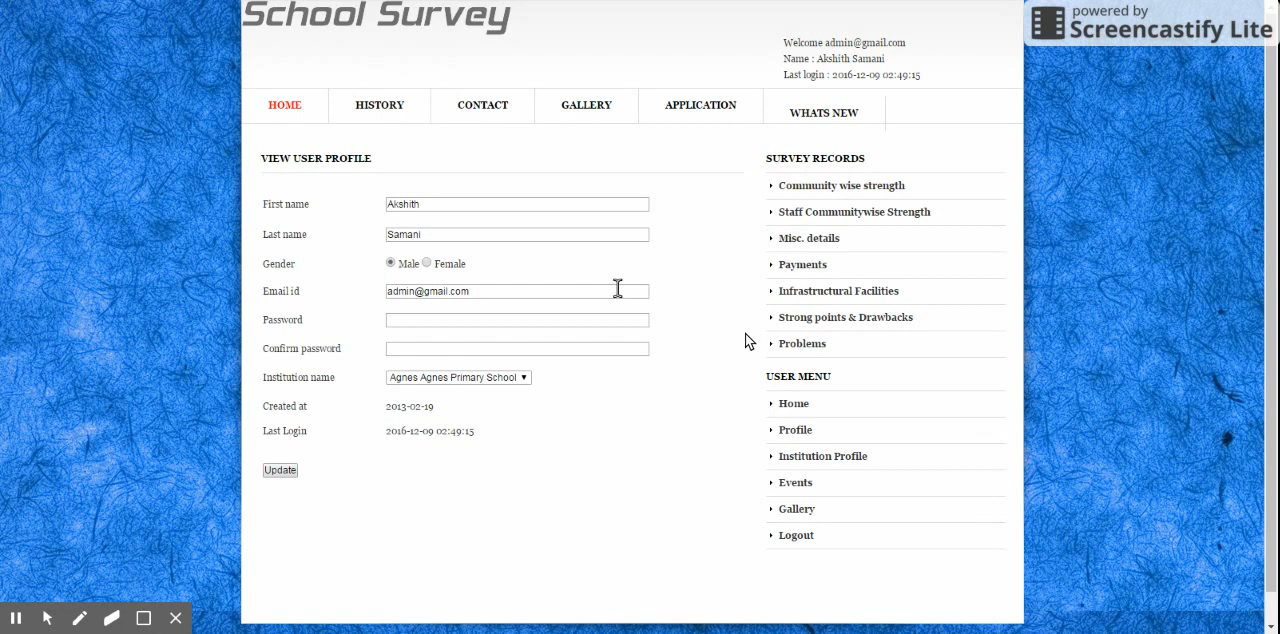 School Survey
powered by
Screencastify Lite
Welcome admin@gmail.com
Name : Akshith Samani
Last login : 2016-12-09 02:49:15
HOME HISTORY CONTACT GALLERY APPLICATION WHATS NEW
VIEW USER PROFILE
First name Akshith
Last name Samani
Gender Male Female
Email id admin@gmail.com
Password
Confirm password
Institution name Agnes Agnes Primary School
Created at 2013-02-19
Last Login 2016-12-09 02:49:15
Update
SURVEY RECORDS
Community wise strength
Staff Communitywise Strength
Misc. details
Payments
Infrastructural Facilities
Strong points & Drawbacks
Problems
USER MENU
Home
Profile
Institution Profile
Events
Gallery
Logout